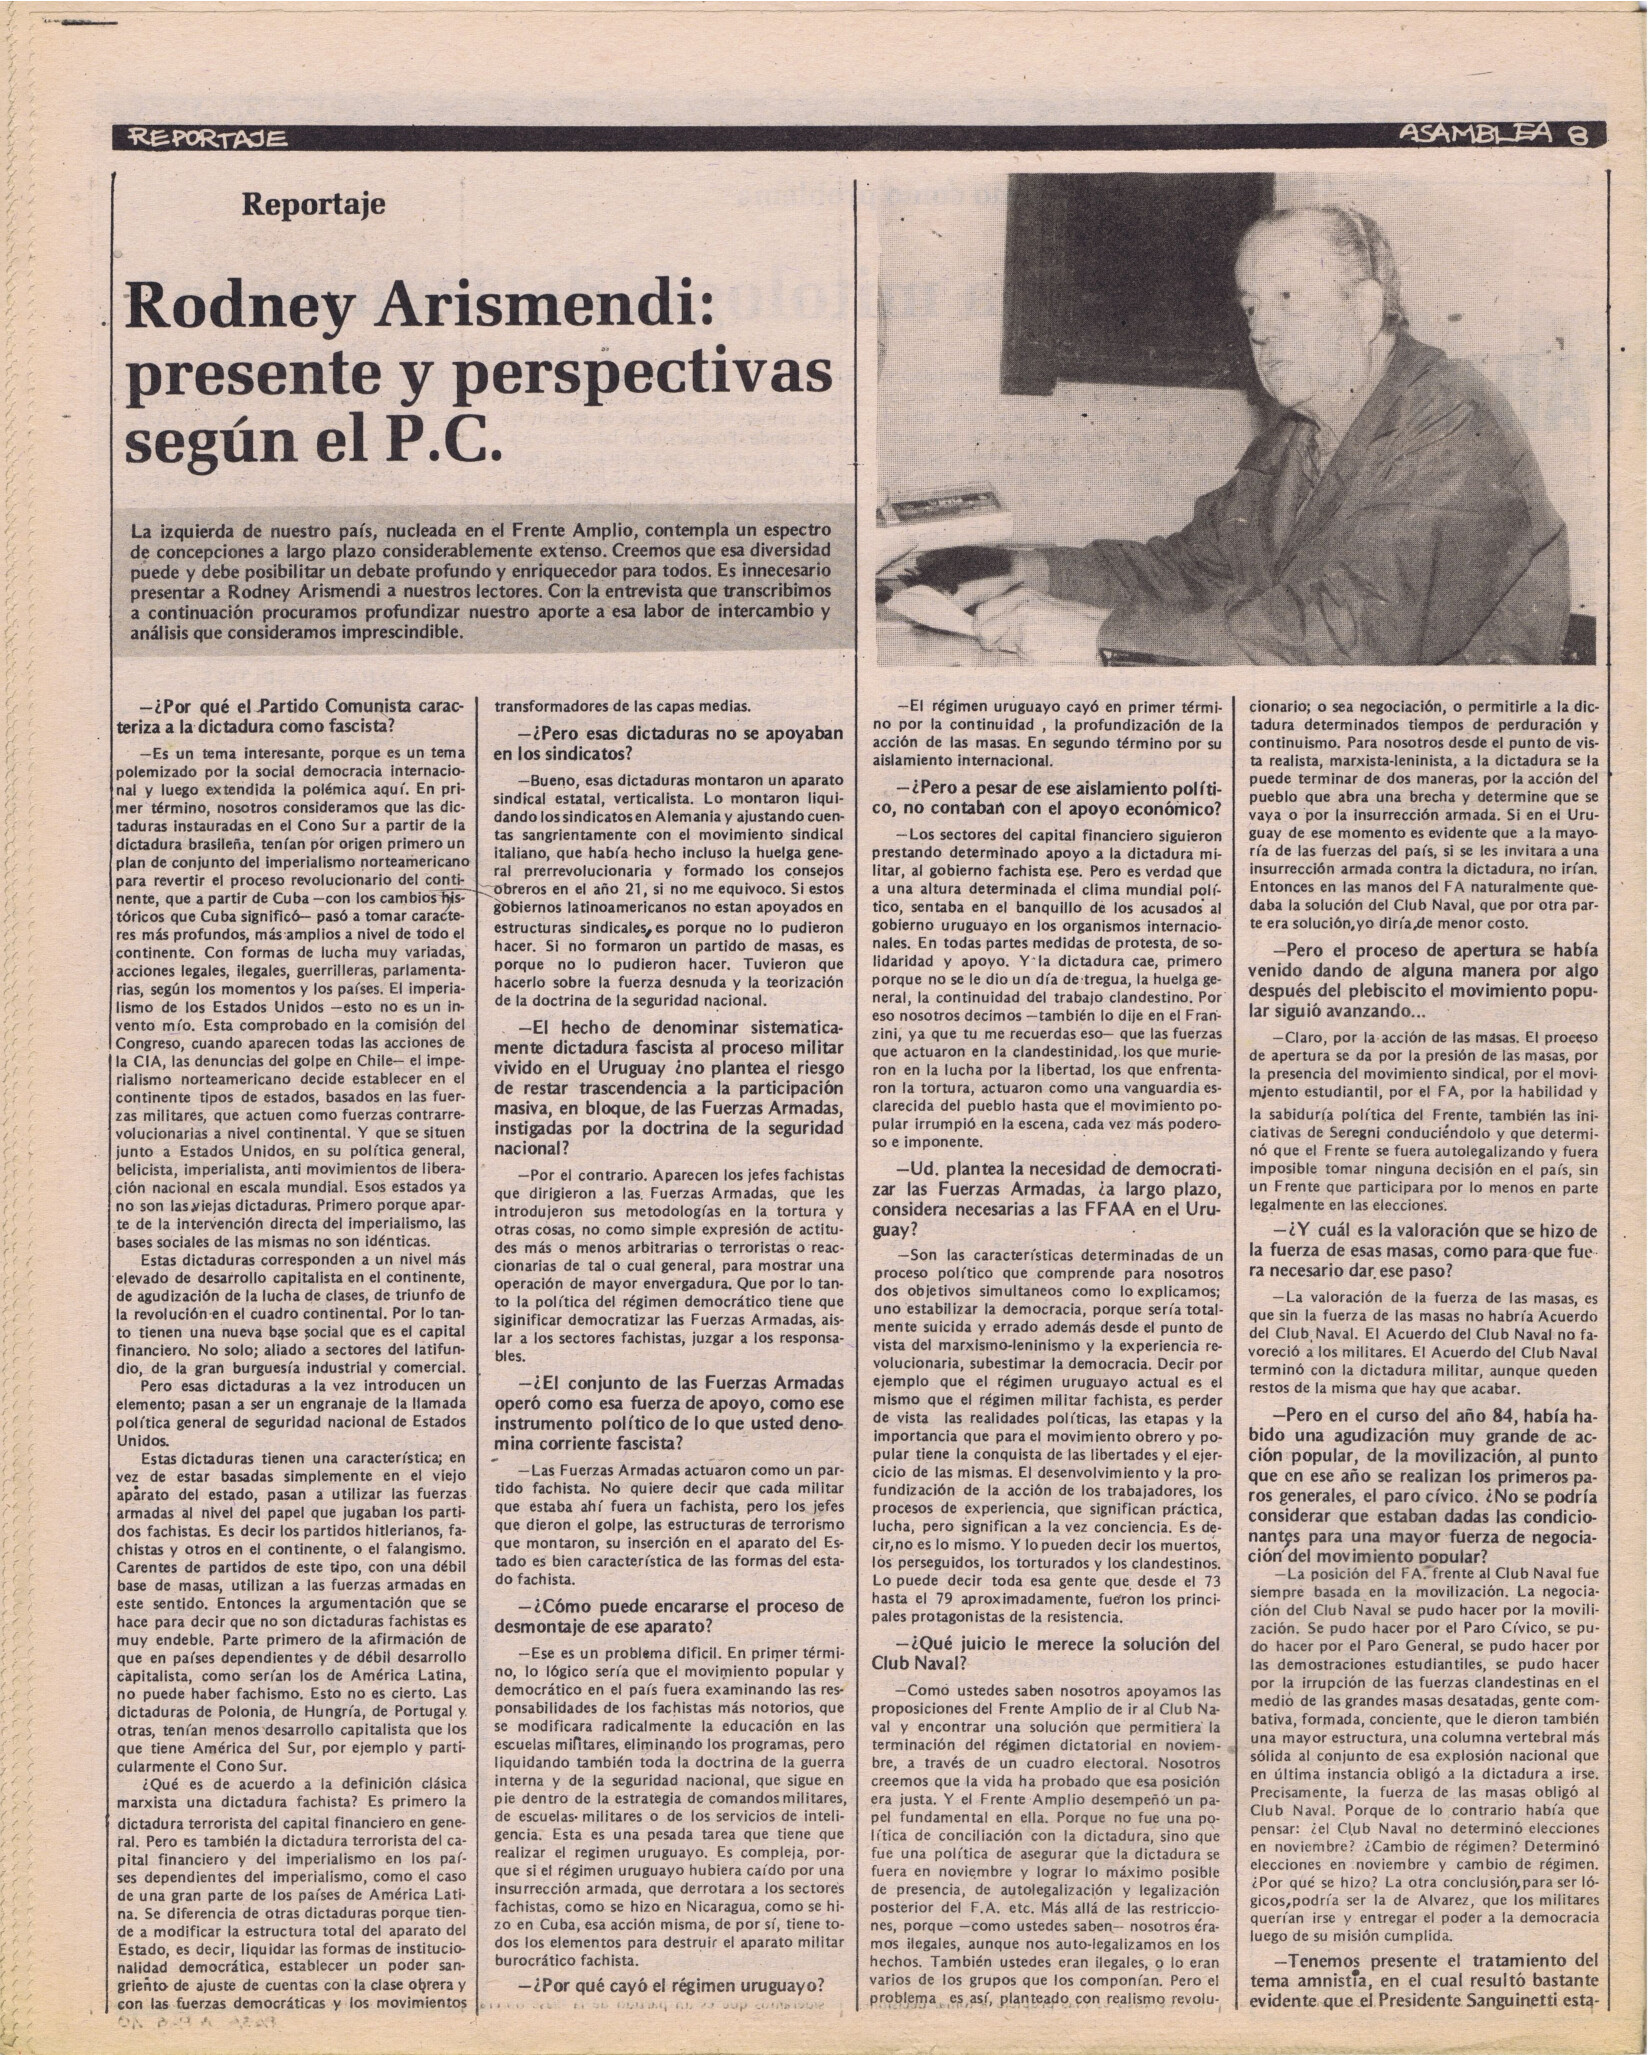 REPORTAJE
ASAMBLEA 8
Reportaje
Rodney Arismendi:
presente y perspectivas
según el P.C.
La izquierda de nuestro país, nucleada en el Frente Amplio, contempla un espectro
de concepciones a largo plazo considerablemente extenso. Creemos que esa diversidad
puede y debe posibilitar un debate profundo y enriquecedor para todos. Es innecesario
presentar a Rodney Arismendi a nuestros lectores. Con la entrevista que transcribimos
a continuación procuramos profundizar nuestro aporte a esa labor de intercambio y
análisis que consideramos imprescindible.
—¿Por qué el Partido Comunista carac-
teriza a la dictadura como fascista?
—Es un tema interesante, porque es un tema
polemizado por la social democracia internacio-
nal y luego extendida la polémica aquí. En pri-
mer término, nosotros consideramos que las dic-
taduras instauradas en el Cono Sur a partir de la
dictadura brasileña, tenían por origen primero un
plan de conjunto del imperialismo norteamericano
para revertir el proceso revolucionario del conti-
nente, que a partir de Cuba —con los cambios his-
tóricos que Cuba significó— pasó a tomar caracte-
res más profundos, más amplios a nivel de todo el
continente. Con formas de lucha muy variadas,
acciones legales, ilegales, guerrilleras, parlamenta-
rias, según los momentos y los países. El imperia-
lismo de los Estados Unidos —esto no es un in-
vento mío. Esta comprobado en la comisión del
Congreso, cuando aparecen todas las acciones de
la CIA, las denuncias del golpe en Chile— el impe-
rialismo norteamericano decide establecer en el
continente tipos de estados, basados en las fuer-
zas militares, que actuen como fuerzas contrarre-
volucionarias a nivel continental. Y que se situen
junto a Estados Unidos, en su política general,
belicista, imperialista, anti movimientos de libera-
ción nacional en escala mundial. Esos estados ya
no son las viejas dictaduras. Primero porque apar-
te de la intervención directa del imperialismo, las
bases sociales de las mismas no son idénticas.
Estas dictaduras corresponden a un nivel más
elevado de desarrollo capitalista en el continente,
de agudización de la lucha de clases, de triunfo de
la revolución en el cuadro continental. Por lo tan-
to tienen una nueva base social que es el capital
financiero. No solo; aliado a sectores del latifun-
dio, de la gran burguesía industrial y comercial.
Pero esas dictaduras a la vez introducen un
elemento; pasan a ser un engranaje de la llamada
política general de seguridad nacional de Estados
Unidos.
Estas dictaduras tienen una característica; en
vez de estar basadas simplemente en el viejo
aparato del estado, pasan a utilizar las fuerzas
armadas al nivel del papel que jugaban los parti-
dos fachistas. Es decir los partidos hitlerianos, fa-
chistas y otros en el continente, o el falangismo.
Carentes de partidos de este tipo, con una débil
base de masas, utilizan a las fuerzas armadas en
este sentido. Entonces la argumentación que se
hace para decir que no son dictaduras fachistas es
muy endeble. Parte primero de la afirmación de
que en países dependientes y de débil desarrollo
capitalista, como serían los de América Latina,
no puede haber fachismo. Esto no es cierto. Las
dictaduras de Polonia, de Hungría, de Portugal y
otras, tenían menos desarrollo capitalista que los
que tiene América del Sur, por ejemplo y parti-
cularmente el Cono Sur.
¿Qué es de acuerdo a la definición clásica
marxista una dictadura fachista? Es primero la
dictadura terrorista del capital financiero en gene-
ral. Pero es también la dictadura terrorista del ca-
pital financiero y del imperialismo en los paí-
ses dependientes del imperialismo, como el caso
de una gran parte de los países de América Lati-
na. Se diferencia de otras dictaduras porque tien-
de a modificar la estructura total del aparato del
Estado, es decir, liquidar las formas de institucio-
nalidad democrática, establecer un poder san-
griento de ajuste de cuentas con la clase obrera y
con las fuerzas democráticas y los movimientos
transformadores de las capas medias.
—¿Pero esas dictaduras no se apoyaban
en los sindicatos?
—Bueno, esas dictaduras montaron un aparato
sindical estatal, verticalista. Lo montaron liqui-
dando los sindicatos en Alemania y ajustando cuen-
tas sangrientamente con el movimiento sindical
italiano, que había hecho incluso la huelga gene-
ral prerrevolucionaria y formado los consejos
obreros en el año 21, si no me equivoco. Si estos
gobiernos latinoamericanos no estan apoyados en
estructuras sindicales, es porque no lo pudieron
hacer. Si no formaron un partido de masas, es
porque no lo pudieron hacer. Tuvieron que
hacerlo sobre la fuerza desnuda y la teorización
de la doctrina de la seguridad nacional.
—El hecho de denominar sistematica-
mente dictadura fascista al proceso militar
vivido en el Uruguay ¿no plantea el riesgo
de restar trascendencia a la participación
masiva, en bloque, de las Fuerzas Armadas,
instigadas por la doctrina de la seguridad
nacional?
—Por el contrario. Aparecen los jefes fachistas
que dirigieron a las Fuerzas Armadas, que les
introdujeron sus metodologías en la tortura y
otras cosas, no como simple expresión de actitu-
des más o menos arbitrarias o terroristas o reac-
cionarias de tal o cual general, para mostrar una
operación de mayor envergadura. Que por lo tan-
to la política del régimen democrático tiene que
siginificar democratizar las Fuerzas Armadas, ais-
lar a los sectores fachistas, juzgar a los responsa-
bles.
—¿El conjunto de las Fuerzas Armadas
operó como esa fuerza de apoyo, como ese
instrumento político de lo que usted deno-
mina corriente fascista?
—Las Fuerzas Armadas actuaron como un par-
tido fachista. No quiere decir que cada militar
que estaba ahí fuera un fachista, pero los jefes
que dieron el golpe, las estructuras de terrorismo
que montaron, su inserción en el aparato del Es-
tado es bien característica de las formas del esta-
do fachista.
—¿Cómo puede encararse el proceso de
desmontaje de ese aparato?
—Ese es un problema dificil. En primer térmi-
no, lo lógico sería que el movimiento popular y
democrático en el país fuera examinando las res-
ponsabilidades de los fachistas más notorios, que
se modificara radicalmente la educación en las
escuelas militares, eliminando los programas, pero
liquidando también toda la doctrina de la guerra
interna y de la seguridad nacional, que sigue en
pie dentro de la estrategia de comandos militares,
de escuelas militares o de los servicios de inteli-
gencia. Esta es una pesada tarea que tiene que
realizar el regimen uruguayo. Es compleja, por-
que si el régimen uruguayo hubiera caído por una
insurrección armada, que derrotara a los sectores
fachistas, como se hizo en Nicaragua, como se hi-
zo en Cuba, esa acción misma, de por sí, tiene to-
dos los elementos para destruir el aparato militar
burocrático fachista.
—¿Por qué cayó el régimen uruguayo?
—El régimen uruguayo cayó en primer térmi-
no por la continuidad , la profundización de la
acción de las masas. En segundo término por su
aislamiento internacional.
—¿Pero a pesar de ese aislamiento políti-
co, no contaban con el apoyo económico?
—Los sectores del capital financiero siguieron
prestando determinado apoyo a la dictadura mi-
litar, al gobierno fachista ese. Pero es verdad que
a una altura determinada el clima mundial polí-
tico, sentaba en el banquillo de los acusados al
gobierno uruguayo en los organismos internacio-
nales. En todas partes medidas de protesta, de so-
lidaridad y apoyo. Y la dictadura cae, primero
porque no se le dio un día de tregua, la huelga ge-
neral, la continuidad del trabajo clandestino. Por
eso nosotros decimos —también lo dije en el Fran-
zini, ya que tu me recuerdas eso— que las fuerzas
que actuaron en la clandestinidad, los que murie-
ron en la lucha por la libertad, los que enfrenta-
ron la tortura, actuaron como una vanguardia es-
clarecida del pueblo hasta que el movimiento po-
pular irrumpió en la escena, cada vez más podero-
so e imponente.
—Ud. plantea la necesidad de democrati-
zar las Fuerzas Armadas, ¿a largo plazo,
considera necesarias a las FFAA en el Uru-
guay?
—Son las características determinadas de un
proceso político que comprende para nosotros
dos objetivos simultaneos como lo explicamos;
uno estabilizar la democracia, porque sería total-
mente suicida y errado además desde el punto de
vista del marxismo-leninismo y la experiencia re-
volucionaria, subestimar la democracia. Decir por
ejemplo que el régimen uruguayo actual es el
mismo que el régimen militar fachista, es perder
de vista las realidades políticas, las etapas y la
importancia que para el movimiento obrero y po-
pular tiene la conquista de las libertades y el ejer-
cicio de las mismas. El desenvolvimiento y la pro-
fundización de la acción de los trabajadores, los
procesos de experiencia, que significan práctica,
lucha, pero significan a la vez conciencia. Es de-
cir,no es lo mismo. Y lo pueden decir los muertos,
los perseguidos, los torturados y los clandestinos.
Lo puede decir toda esa gente que desde el 73
hasta el 79 aproximadamente, fueron los princi-
pales protagonistas de la resistencia.
—¿Qué juicio le merece la solución del
Club Naval?
—Como ustedes saben nosotros apoyamos las
proposiciones del Frente Amplio de ir al Club Na-
val y encontrar una solución que permitiera la
terminación del régimen dictatorial en noviem-
bre, a través de un cuadro electoral. Nosotros
creemos que la vida ha probado que esa posición
era justa. Y el Frente Amplio desempeñó un pa-
pel fundamental en ella. Porque no fue una po-
lítica de conciliación con la dictadura, sino que
fue una política de asegurar que la dictadura se
fuera en noviembre y lograr lo máximo posible
de presencia, de autolegalización y legalización
posterior del F.A. etc. Más allá de las restriccio-
nes, porque —como ustedes saben— nosotros éra-
mos ilegales, aunque nos auto-legalizamos en los
hechos. También ustedes eran ilegales, o lo eran
varios de los grupos que los componían. Pero el
problema es así, planteado con realismo revolu-
cionario; o sea negociación, o permitirle a la dic-
tadura determinados tiempos de perduración y
continuismo. Para nosotros desde el punto de vis-
ta realista, marxista-leninista, a la dictadura se la
puede terminar de dos maneras, por la acción del
pueblo que abra una brecha y determine que se
vaya o por la insurrección armada. Si en el Uru-
guay de ese momento es evidente que a la mayo-
ría de las fuerzas del país, si se les invitara a una
insurrección armada contra la dictadura, no irían.
Entonces en las manos del FA naturalmente que-
daba la solución del Club Naval, que por otra par-
te era solución,yo diría,de menor costo.
—Pero el proceso de apertura se había
venido dando de alguna manera por algo
después del plebiscito el movimiento popu-
lar siguió avanzando...
—Claro, por la acción de las masas. El proceso
de apertura se da por la presión de las masas, por
la presencia del movimiento sindical, por el movi-
miento estudiantil, por el FA, por la habilidad y
la sabiduría política del Frente, también las ini-
ciativas de Seregni conduciéndolo y que determi-
nó que el Frente se fuera autolegalizando y fuera
imposible tomar ninguna decisión en el país, sin
un Frente que participara por lo menos en parte
legalmente en las elecciones.
—¿Y cuál es la valoración que se hizo de
la fuerza de esas masas, como para que fue-
ra necesario dar ese paso?
—La valoración de la fuerza de las masas, es
que sin la fuerza de las masas no habría Acuerdo
del Club Naval. El Acuerdo del Club Naval no fa-
voreció a los militares. El Acuerdo del Club Naval
terminó con la dictadura militar, aunque queden
restos de la misma que hay que acabar.
—Pero en el curso del año 84, había ha-
bido una agudización muy grande de ac-
ción popular, de la movilización, al punto
que en ese año se realizan los primeros pa-
ros generales, el paro cívico. ¿No se podría
considerar que estaban dadas las condicio-
nantes para una mayor fuerza de negocia-
ción del movimiento popular?
—La posición del FA. frente al Club Naval fue
siempre basada en la movilización. La negocia-
ción del Club Naval se pudo hacer por la movili-
zación. Se pudo hacer por el Paro Cívico, se pu-
do hacer por el Paro General, se pudo hacer por
las demostraciones estudiantiles, se pudo hacer
por la irrupción de las fuerzas clandestinas en el
medio de las grandes masas desatadas, gente com-
bativa, formada, conciente, que le dieron también
una mayor estructura, una columna vertebral más
sólida al conjunto de esa explosión nacional que
en última instancia obligó a la dictadura a irse.
Precisamente, la fuerza de las masas obligó al
Club Naval. Porque de lo contrario había que
pensar: ¿el Club Naval no determinó elecciones
en noviembre? ¿Cambio de régimen? Determinó
elecciones en noviembre y cambio de régimen.
¿Por qué se hizo? La otra conclusión,para ser ló-
gicos,podría ser la de Alvarez, que los militares
querían irse y entregar el poder a la democracia
luego de su misión cumplida.
—Tenemos presente el tratamiento del
tema amnistía, en el cual resultó bastante
evidente que el Presidente Sanguinetti esta-